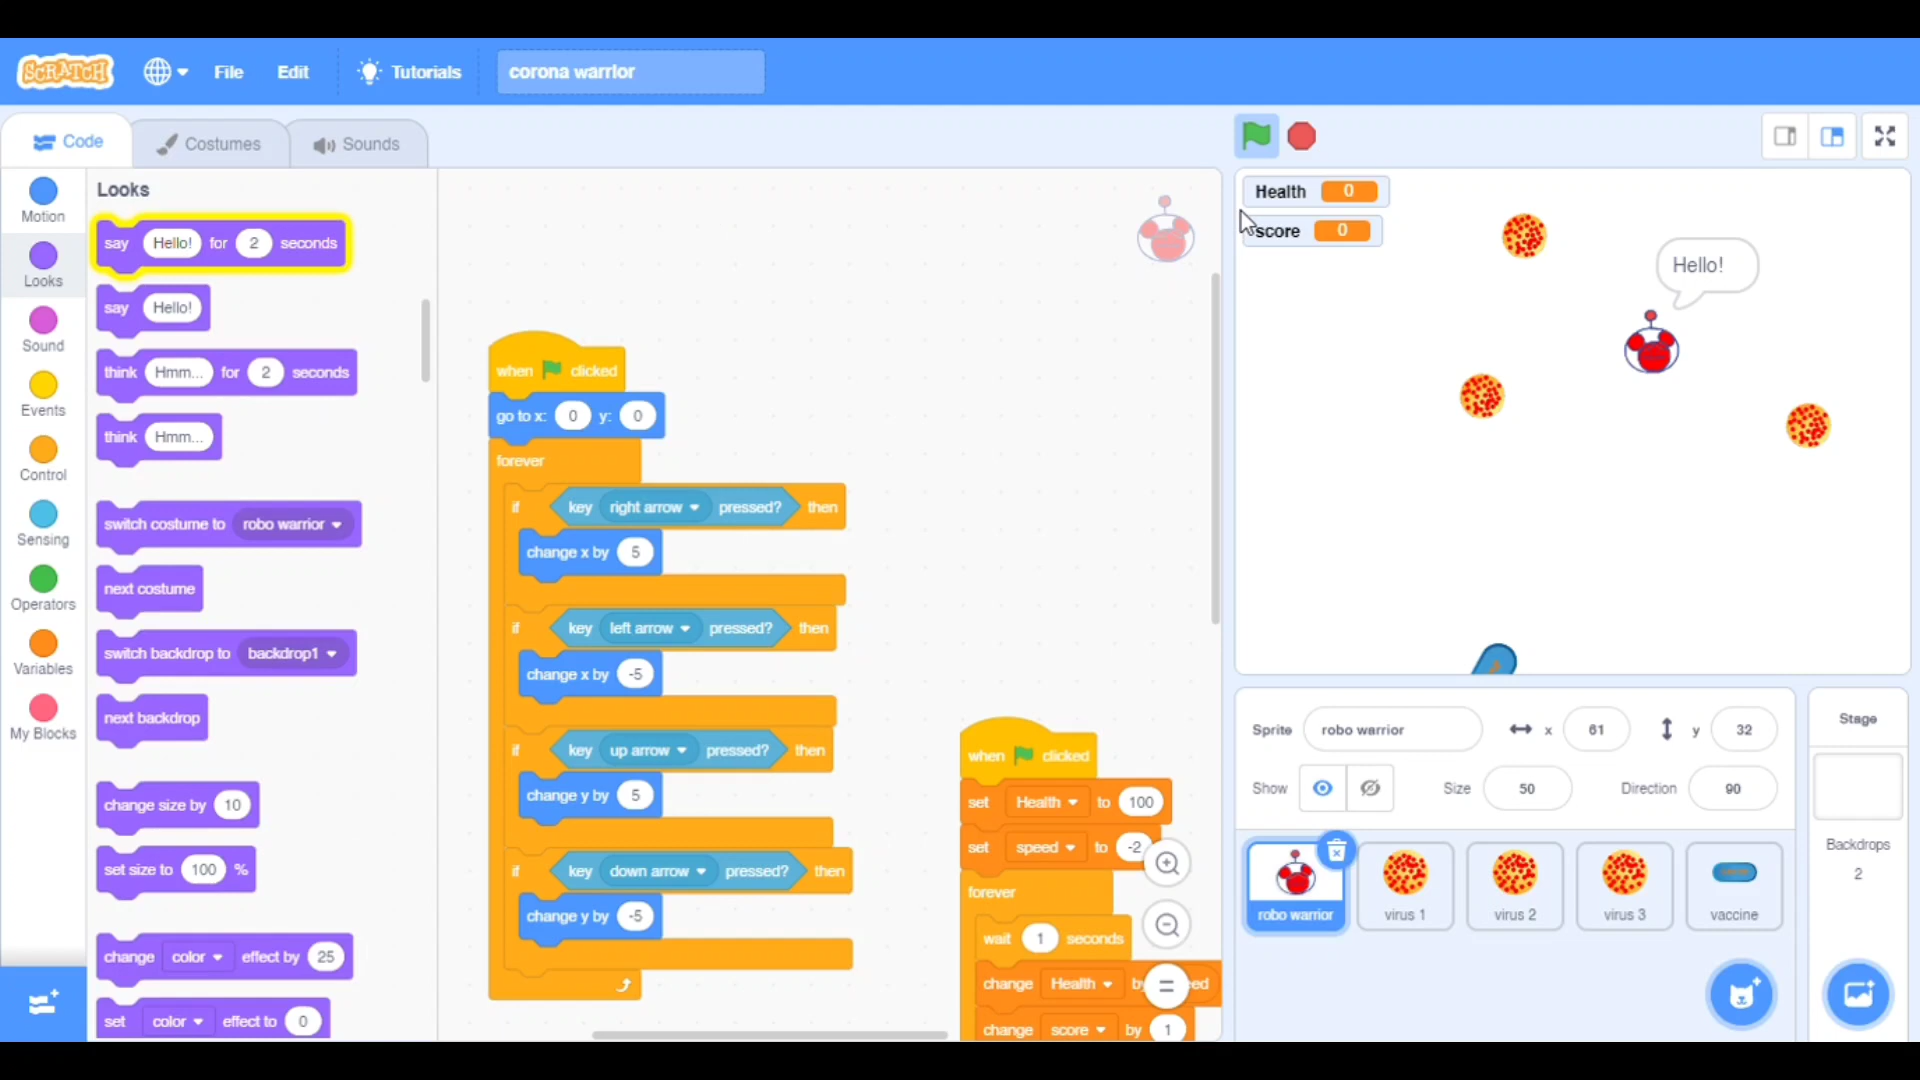 SCRATCH File Edit Tutorials corona warrior
Code Costumes Sounds
Motion
Looks
Sound
Events
Control
Sensing
Operators
Variables
My Blocks
Looks
say Hello! for 2 seconds
say Hello!
think Hmm... for 2 seconds
think Hmm...
switch costume to robo warrior
next costume
switch backdrop to backdrop1
next backdrop
change size by 10
set size to 100 %
change color effect by 25
set color effect to 0
when clicked
go to x: 0 y: 0
forever
if key right arrow pressed? then
change x by 5
if key left arrow pressed? then
change x by -5
if key up arrow pressed? then
change y by 5
if key down arrow pressed? then
change y by -5
when clicked
set Health to 100
set speed to -2
forever
wait 1 seconds
change Health
change score by 1
Health 0
score 0
Hello!
Sprite robo warrior x 61 y 32
Show Size 50 Direction 90
robo warrior virus 1 virus 2 virus 3 vaccine
Stage
Backdrops
2